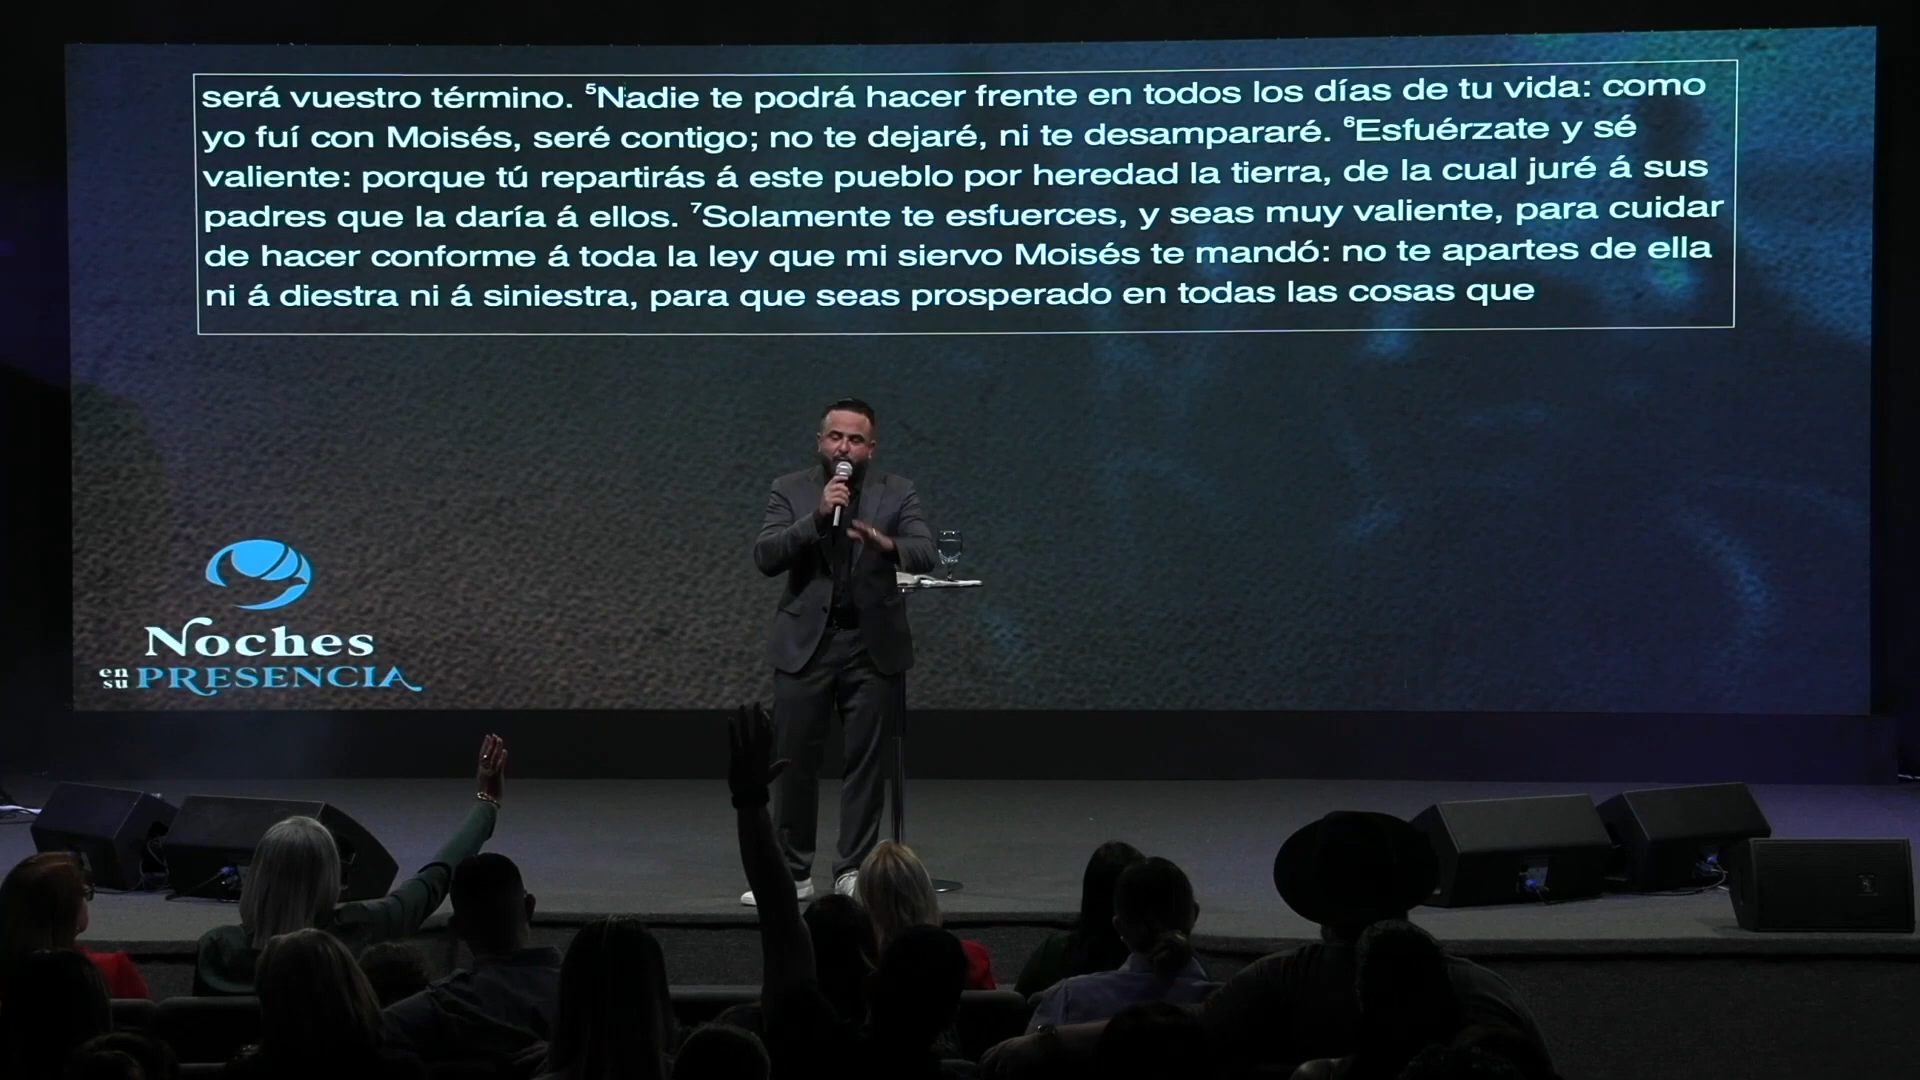 será vuestro término. ⁵Nadie te podrá hacer frente en todos los días de tu vida: como
yo fuí con Moisés, seré contigo; no te dejaré, ni te desampararé. ⁶Esfuérzate y sé
valiente: porque tú repartirás á este pueblo por heredad la tierra, de la cual juré á sus
padres que la daría á ellos. ⁷Solamente te esfuerces, y seas muy valiente, para cuidar
de hacer conforme á toda la ley que mi siervo Moisés te mandó: no te apartes de ella
ni á diestra ni á siniestra, para que seas prosperado en todas las cosas que
Noches
en su PRESENCIA